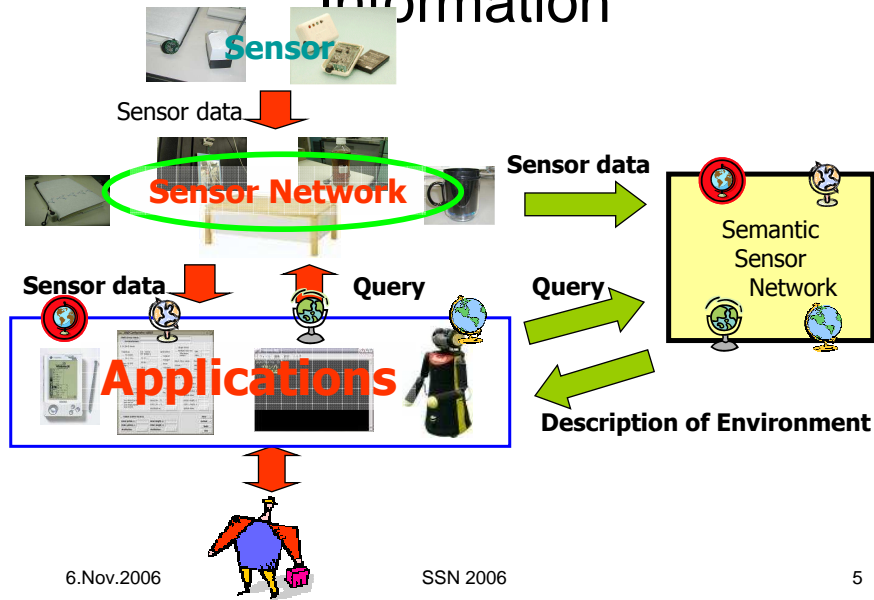 Information
Sensor
Sensor data
Sensor Network
Sensor data
Semantic
Sensor
Network
Sensor data
Query
Query
Applications
Description of Environment
6.Nov.2006
SSN 2006
5